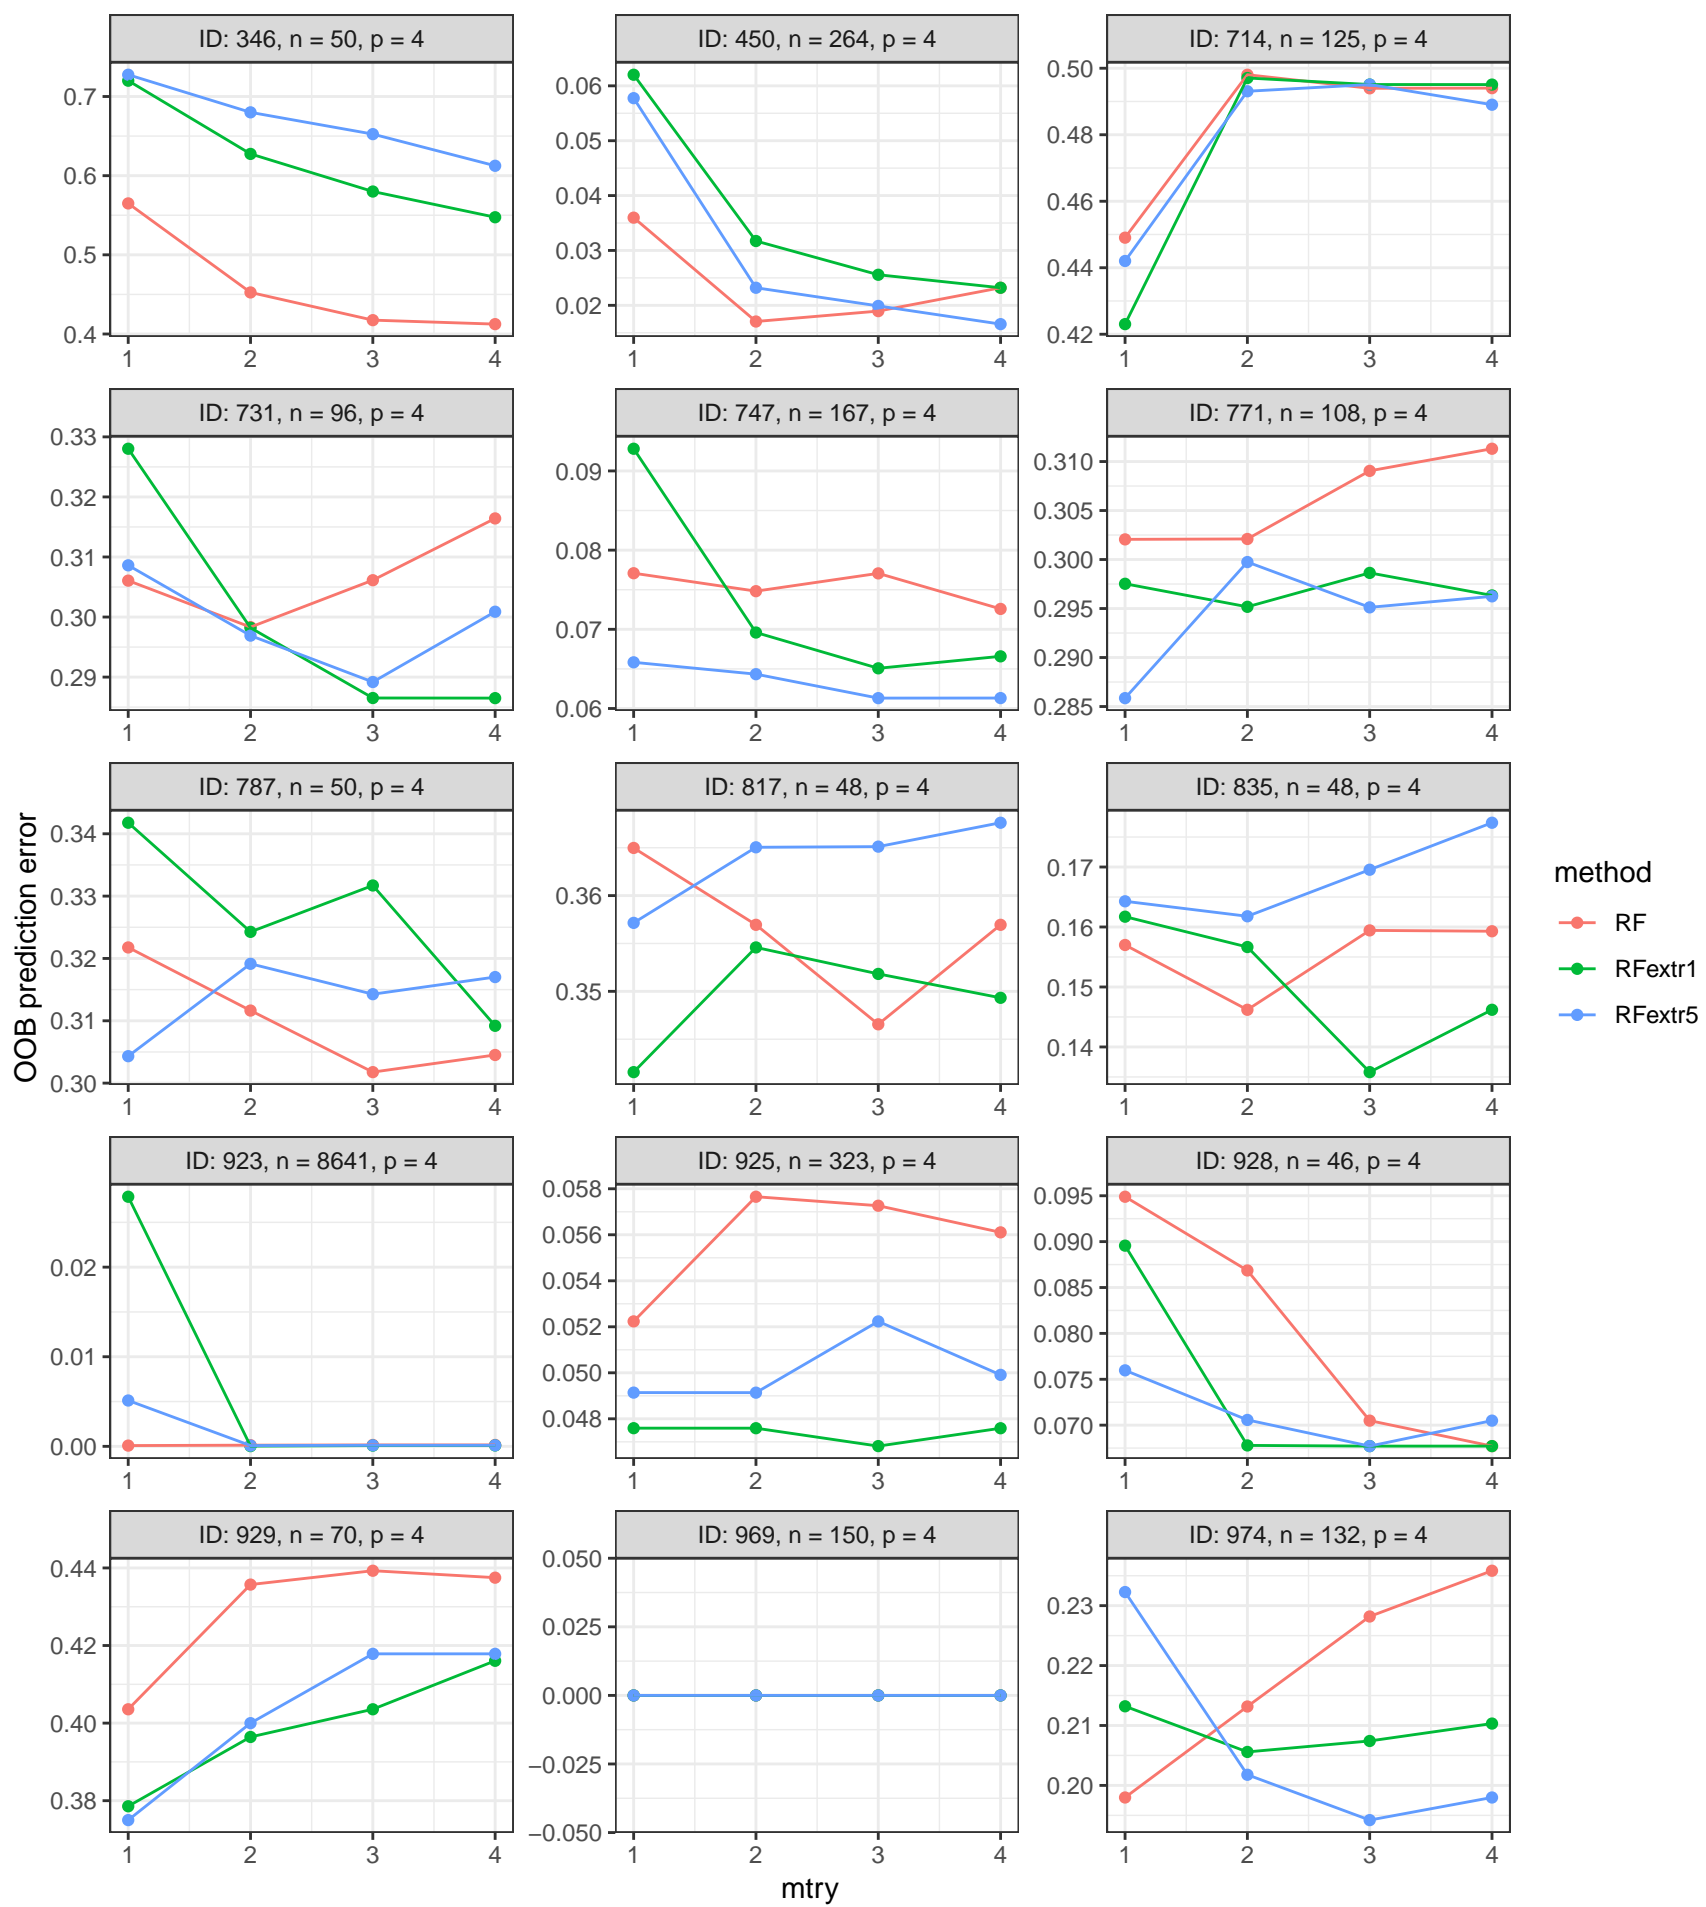 ID: 346, n = 50, p = 4
ID: 450, n = 264, p = 4
ID: 714, n = 125, p = 4
0.7
0.6
0.5
0.4
1 2 3 4
0.06
0.05
0.04
0.03
0.02
1 2 3 4
0.50
0.48
0.46
0.44
0.42
1 2 3 4
ID: 731, n = 96, p = 4
ID: 747, n = 167, p = 4
ID: 771, n = 108, p = 4
0.33
0.32
0.31
0.30
0.29
1 2 3 4
0.09
0.08
0.07
0.06
1 2 3 4
0.310
0.305
0.300
0.295
0.290
0.285
1 2 3 4
ID: 787, n = 50, p = 4
ID: 817, n = 48, p = 4
ID: 835, n = 48, p = 4
0.34
0.33
0.32
0.31
0.30
1 2 3 4
0.36
0.35
1 2 3 4
0.17
0.16
0.15
0.14
1 2 3 4
ID: 923, n = 8641, p = 4
ID: 925, n = 323, p = 4
ID: 928, n = 46, p = 4
0.02
0.01
0.00
1 2 3 4
0.058
0.056
0.054
0.052
0.050
0.048
1 2 3 4
0.095
0.090
0.085
0.080
0.075
0.070
1 2 3 4
ID: 929, n = 70, p = 4
ID: 969, n = 150, p = 4
ID: 974, n = 132, p = 4
0.44
0.42
0.40
0.38
1 2 3 4
0.050
0.025
0.000
−0.025
−0.050
1 2 3 4
0.23
0.22
0.21
0.20
1 2 3 4
OOB prediction error
mtry
method
RF
RFextr1
RFextr5